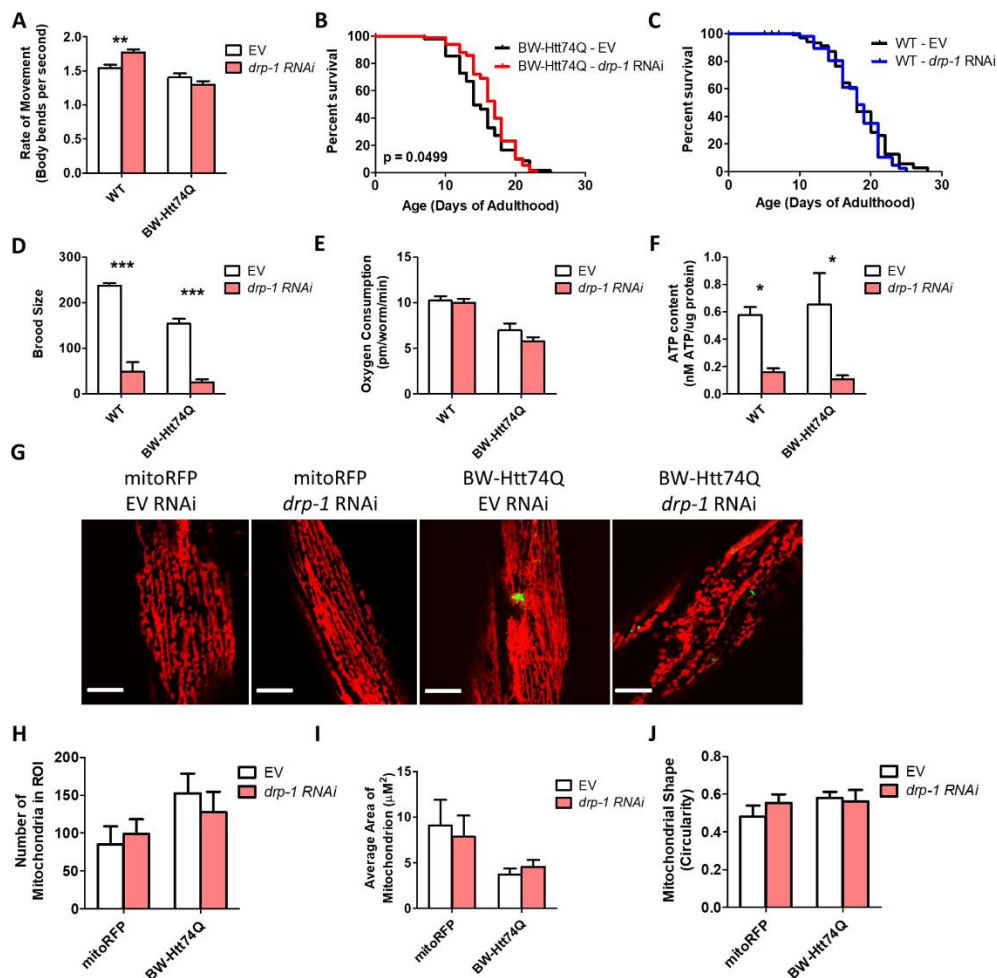 A
Rate of Movement
(Body bends per second)
2.0
1.5
1.0
0.5
0.0
**
WT
BW-Htt74Q
EV
drp-1 RNAi
B
Percent survival
100
80
60
40
20
0
0
10
20
30
Age (Days of Adulthood)
p = 0.0499
BW-Htt74Q - EV
BW-Htt74Q - drp-1 RNAi
C
Percent survival
100
80
60
40
20
0
0
10
20
30
Age (Days of Adulthood)
WT - EV
WT - drp-1 RNAi
D
Brood Size
300
200
100
0
***
***
WT
BW-Htt74Q
EV
drp-1 RNAi
E
Oxygen Consumption
(pm/worm/min)
15
10
5
0
WT
BW-Htt74Q
EV
drp-1 RNAi
F
ATP content
(nM ATP/ug protein)
1.0
0.8
0.6
0.4
0.2
0.0
*
*
WT
BW-Htt74Q
EV
drp-1 RNAi
G
mitoRFP
EV RNAi
mitoRFP
drp-1 RNAi
BW-Htt74Q
EV RNAi
BW-Htt74Q
drp-1 RNAi
H
Number of
Mitochondria in ROI
200
150
100
50
0
mitoRFP
BW-Htt74Q
EV
drp-1 RNAi
I
Average Area of
Mitochondrion (μM²)
15
10
5
0
mitoRFP
BW-Htt74Q
EV
drp-1 RNAi
J
Mitochondrial Shape
(Circularity)
0.8
0.6
0.4
0.2
0.0
mitoRFP
BW-Htt74Q
EV
drp-1 RNAi